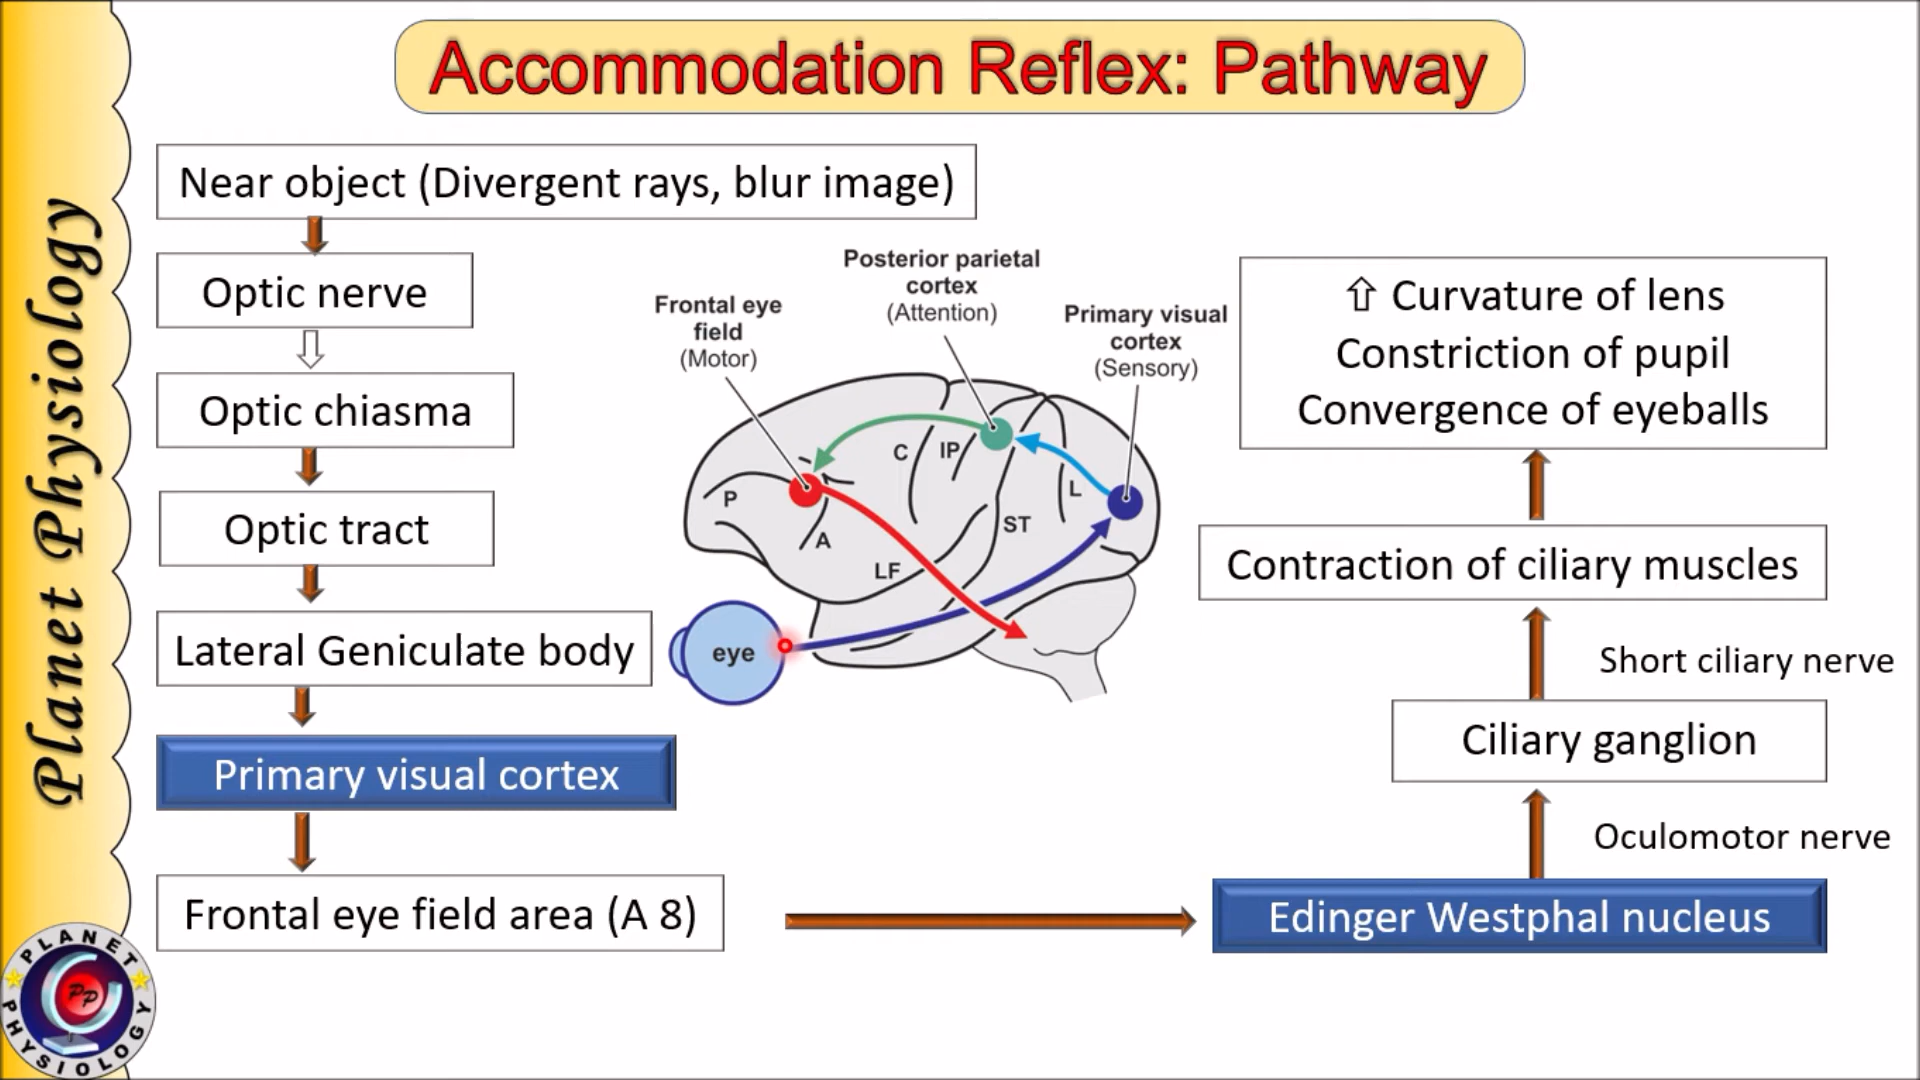 Accommodation Reflex: Pathway
Planet Physiology
Near object (Divergent rays, blur image)
Optic nerve
Optic chiasma
Optic tract
Lateral Geniculate body
Primary visual cortex
Frontal eye field area (A 8)
Frontal eye
field
(Motor)
Posterior parietal
cortex
(Attention)
Primary visual
cortex
(Sensory)
C
IP
L
P
ST
A
LF
eye
⇧ Curvature of lens
Constriction of pupil
Convergence of eyeballs
Contraction of ciliary muscles
Short ciliary nerve
Ciliary ganglion
Oculomotor nerve
Edinger Westphal nucleus
PLANET
PP
PHYSIOLOGY